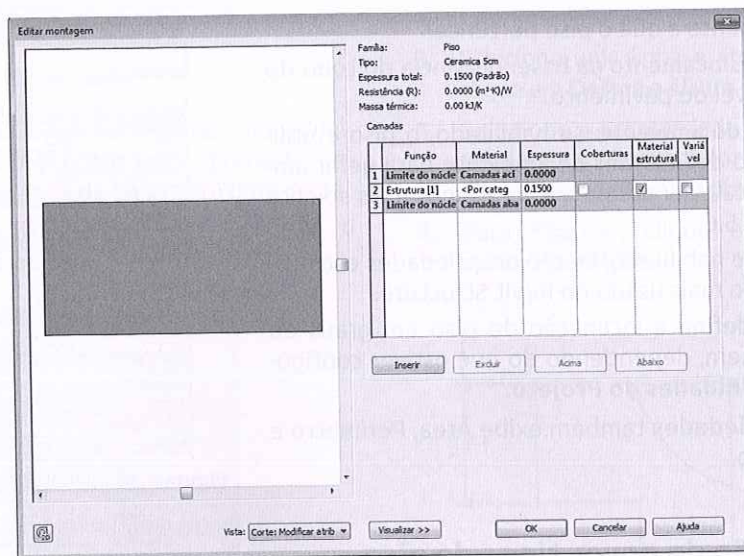 Editar montagem
Família: Piso
Tipo: Ceramica 5cm
Espessura total: 0.1500 (Padrão)
Resistência (R): 0.0000 (m²·K)/W
Massa térmica: 0.00 kJ/K
Camadas
Função Material Espessura Coberturas Material estrutural Variá vel
1 Limite do núcle Camadas aci 0.0000
2 Estrutura [1] <Por categ 0.1500
3 Limite do núcle Camadas aba 0.0000
Inserir Excluir Acima Abaixo
Vista: Corte: Modificar atrib Visualizar >> OK Cancelar Ajuda